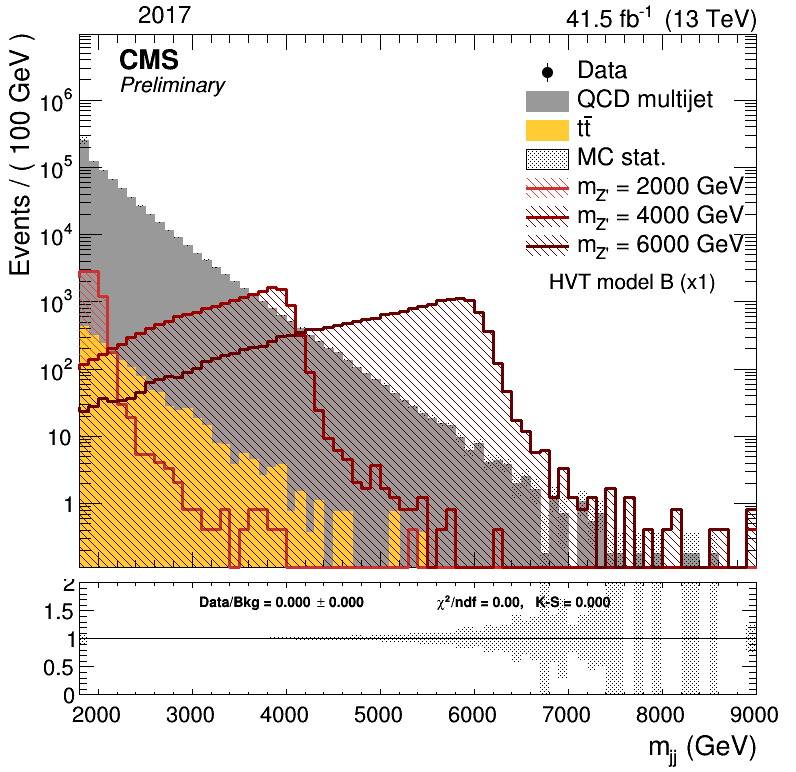 2017 41.5 fb⁻¹ (13 TeV)
CMS
Preliminary
Events / ( 100 GeV )
10⁶
10⁵
10⁴
10³
10²
10
1
Data
QCD multijet
tt̄
MC stat.
m_Z' = 2000 GeV
m_Z' = 4000 GeV
m_Z' = 6000 GeV
HVT model B (x1)
2
1.5
1
0.5
0
Data/Bkg = 0.000 ± 0.000 χ²/ndf = 0.00, K-S = 0.000
2000 3000 4000 5000 6000 7000 8000 9000
m_jj (GeV)